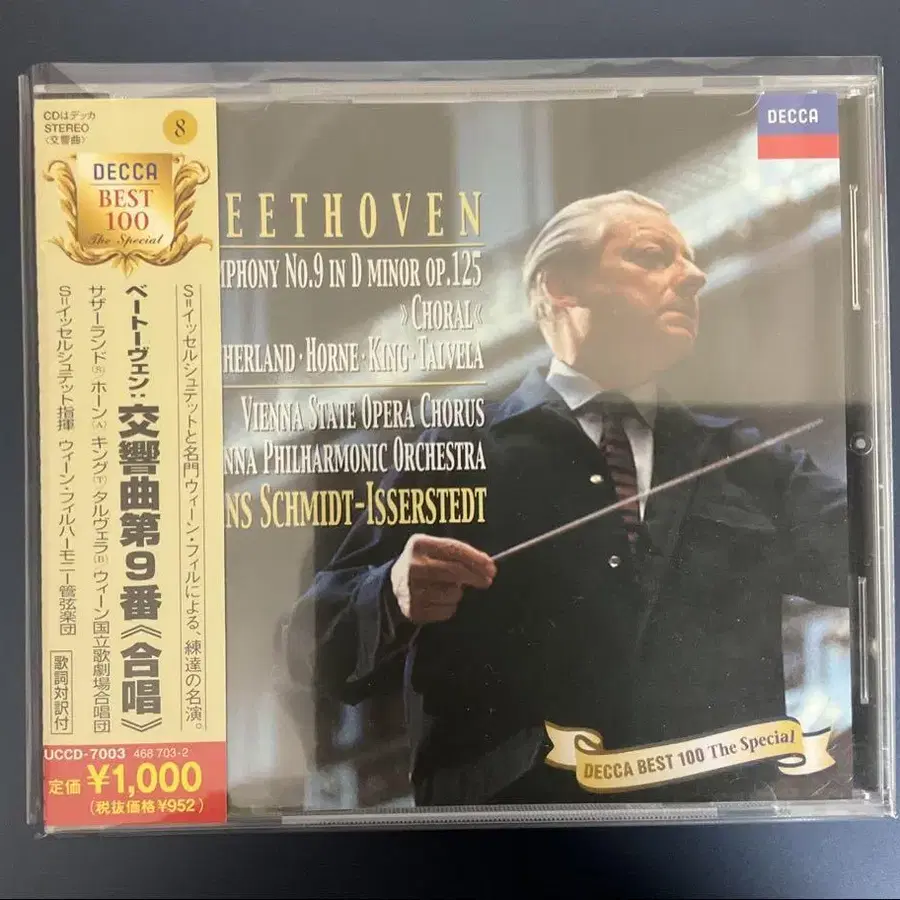 CDはデッカ
STEREO
〈交響曲〉
8
DECCA
BEST
100
The Special
S=イッセルシュテットと名門ウィーン・フィルによる、練達の名演。
ベートーヴェン:交響曲第9番《合唱》
サザーランド(S)ホーン(A)キング(T)タルヴェラ(B)ウィーン国立歌劇場合唱団
S=イッセルシュテット指揮 ウィーン・フィルハーモニー管弦楽団
歌詞対訳付
UCCD-7003 468 703-2
定価 ¥1,000
(税抜価格¥952)
DECCA
EETHOVEN
MPHONY NO.9 IN D MINOR OP.125
»CHORAL«
HERLAND·HORNE·KING·TALVELA
VIENNA STATE OPERA CHORUS
NNA PHILHARMONIC ORCHESTRA
NS SCHMIDT-ISSERSTEDT
DECCA BEST 100 The Special